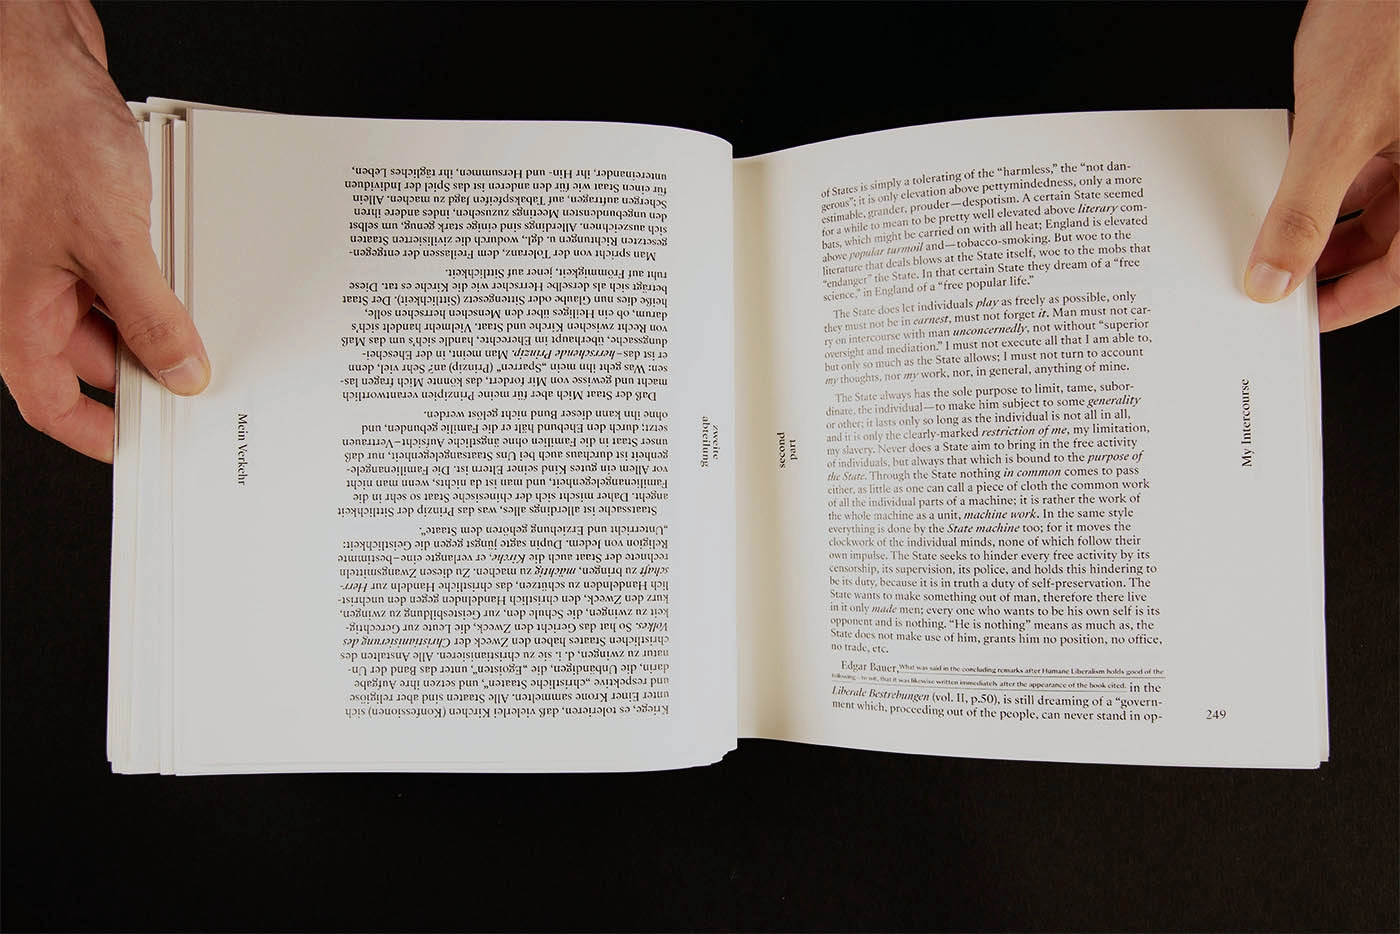 Kriege, es tolerieren, daß vielerlei Kirchen (Konfessionen) sich
unter Einer Krone sammelten. Alle Staaten sind aber religiöse
und respektive „christliche Staaten“, und setzen ihre Aufgabe
darin, die Unbändigen, die „Egoisten“, unter das Band der Un-
natur zu zwingen, d. i. sie zu christianisieren. Alle Anstalten des
christlichen Staates haben den Zweck der Christianisierung des
Volkes. So hat das Gericht den Zweck, die Leute zur Gerechtig-
keit zu zwingen, die Schule den, zur Geistesbildung zu zwingen,
kurz den Zweck, den christlich Handelnden gegen den unchrist-
lich Handelnden zu schützen, das christliche Handeln zur Herr-
schaft zu bringen, mächtig zu machen. Zu diesen Zwangsmitteln
rechnete der Staat auch die Kirche, er verlangte eine–bestimmte
Religion von Jedem. Dupin sagte jüngst gegen die Geistlichkeit:
„Unterricht und Erziehung gehören dem Staate“.
Staatssache ist allerdings alles, was das Prinzip der Sittlichkeit
angeht. Daher mischt sich der chinesische Staat so sehr in die
Familienangelegenheit, und man ist da nichts, wenn man nicht
vor Allem ein gutes Kind seiner Eltern ist. Die Familienangele-
genheit ist durchaus auch bei Uns Staatsangelegenheit, nur daß
unser Staat in die Familien ohne ängstliche Aufsicht–Vertrauen
setzt; durch den Ehebund hält er die Familie gebunden, und
ohne ihn kann dieser Bund nicht gelöst werden.
Daß der Staat Mich aber für meine Prinzipien verantwortlich
macht und gewisse von Mir fordert, das könnte Mich fragen las-
sen: Was geht ihn mein „Sparren“ (Prinzip) an? Sehr viel, denn
er ist das–herrschende Prinzip. Man meint, in der Ehescheidung-
dungssache, überhaupt im Eherechte, handle sich's um das Maß
von Recht zwischen Kirche und Staat. Vielmehr handelt sich's
darum, ob ein Heiliges über den Menschen herrschen solle,
heiße dies nun Glaube oder Sittengesetz (Sittlichkeit). Der Staat
beträgt sich als derselbe Herrscher wie die Kirche es tat. Diese
ruht auf Frömmigkeit, jener auf Sittlichkeit.
Man spricht von der Toleranz, dem Freilassen der entgegen-
gesetzten Richtungen u. dgl., wodurch die zivilisierten Staaten
sich auszeichnen. Allerdings sind einige stark genug, um selbst
den ungebundensten Meetings zuzusehen, indes andere ihren
Schergen auftragen, auf Tabakspfeifen Jagd zu machen. Allein
für einen Staat wie für den anderen ist das Spiel der Individuen
untereinander, ihr Hin- und Hersummen, ihr tägliches Leben,
Mein Verkehr
zweite
abteilung
second
part
of States is simply a tolerating of the “harmless,” the “not dan-
gerous”; it is only elevation above pettymindedness, only a more
estimable, grander, prouder—despotism. A certain State seemed
for a while to mean to be pretty well elevated above literary com-
bats, which might be carried on with all heat; England is elevated
above popular turmoil and—tobacco-smoking. But woe to the
literature that deals blows at the State itself, woe to the mobs that
“endanger” the State. In that certain State they dream of a “free
science,” in England of a “free popular life.”
The State does let individuals play as freely as possible, only
they must not be in earnest, must not forget it. Man must not car-
ry on intercourse with man unconcernedly, not without “superior
oversight and mediation.” I must not execute all that I am able to,
but only so much as the State allows; I must not turn to account
my thoughts, nor my work, nor, in general, anything of mine.
The State always has the sole purpose to limit, tame, subor-
dinate, the individual—to make him subject to some generality
or other; it lasts only so long as the individual is not all in all,
and it is only the clearly-marked restriction of me, my limitation,
my slavery. Never does a State aim to bring in the free activity
of individuals, but always that which is bound to the purpose of
the State. Through the State nothing in common comes to pass
either, as little as one can call a piece of cloth the common work
of all the individual parts of a machine; it is rather the work of
the whole machine as a unit, machine work. In the same style
everything is done by the State machine too; for it moves the
clockwork of the individual minds, none of which follow their
own impulse. The State seeks to hinder every free activity by its
censorship, its supervision, its police, and holds this hindering to
be its duty, because it is in truth a duty of self-preservation. The
State wants to make something out of man, therefore there live
in it only made men; every one who wants to be his own self is its
opponent and is nothing. “He is nothing” means as much as, the
State does not make use of him, grants him no position, no office,
no trade, etc.
Edgar Bauer, What was said in the concluding remarks after Humane Liberalism holds good of the
following - to wit, that it was likewise written immediately after the appearance of the book cited. in the
Liberale Bestrebungen (vol. II, p.50), is still dreaming of a “govern-
ment which, proceeding out of the people, can never stand in op-
My Intercourse
249